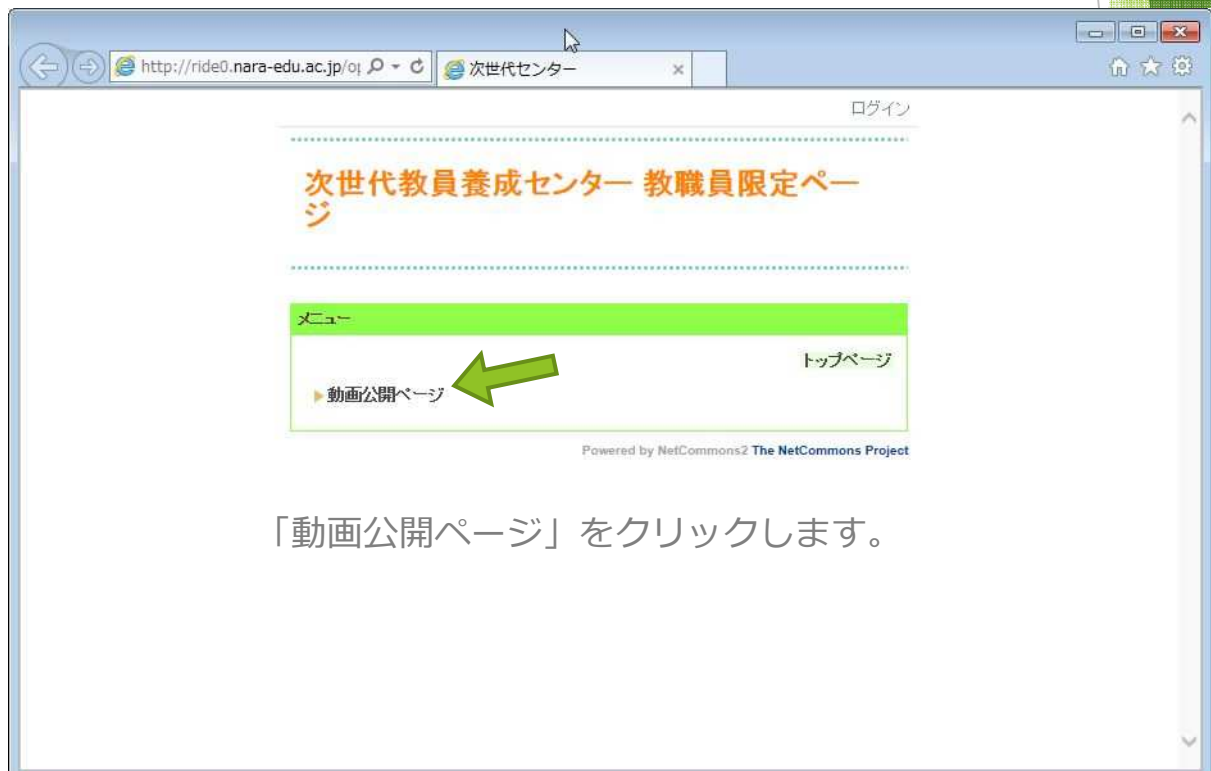 http://ride0.nara-edu.ac.jp/o
次世代センター
ログイン
次世代教員養成センター 教職員限定ペー
ジ
メニュー
トップページ
動画公開ページ
Powered by NetCommons2 The NetCommons Project
「動画公開ページ」をクリックします。